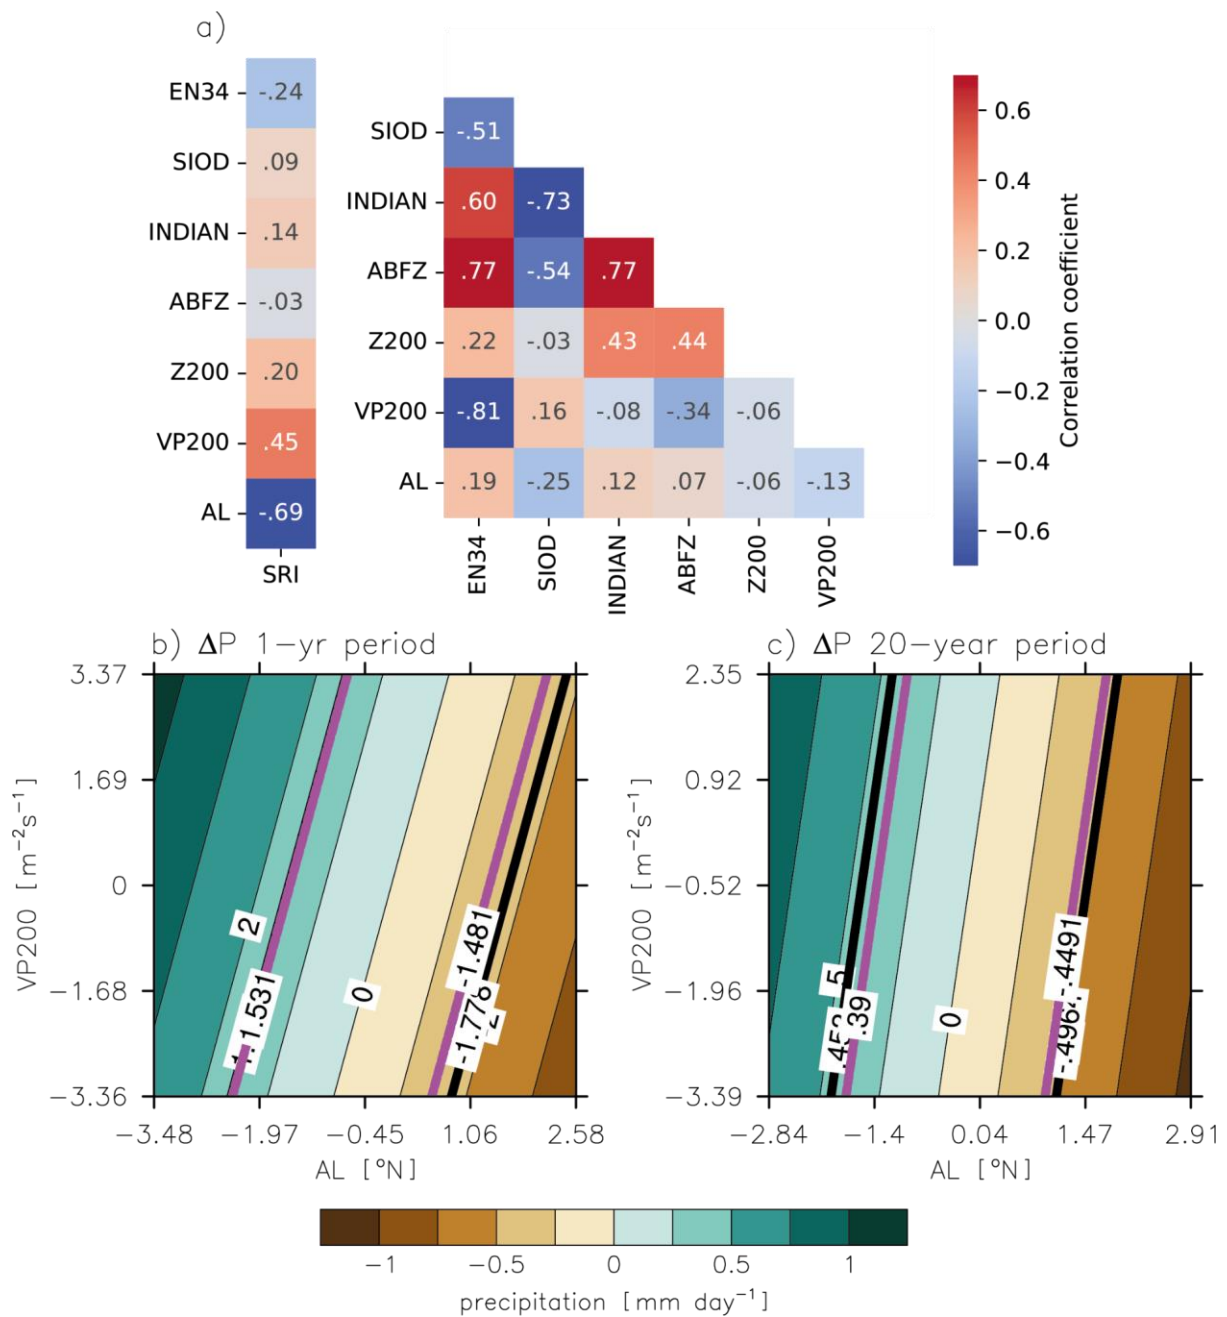 a)
EN34 -.24
SIOD .09
INDIAN .14
ABFZ -.03
Z200 .20
VP200 .45
AL -.69
SRI
SIOD -.51
INDIAN .60 -.73
ABFZ .77 -.54 .77
Z200 .22 -.03 .43 .44
VP200 -.81 .16 -.08 -.34 -.06
AL .19 -.25 .12 .07 -.06 -.13
EN34 SIOD INDIAN ABFZ Z200 VP200
0.6
0.4
0.2
0.0
−0.2
−0.4
−0.6
Correlation coefficient
b) ΔP 1−yr period
3.37
1.69
0
−1.68
−3.36
VP200 [m⁻²s⁻¹]
2
1.531
0
-1.481
-1.778
−3.48 −1.97 −0.45 1.06 2.58
AL [°N]
c) ΔP 20−year period
2.35
0.92
−0.52
−1.96
−3.39
VP200 [m⁻²s⁻¹]
.5
.39
0
-.4491
−2.84 −1.4 0.04 1.47 2.91
AL [°N]
−1 −0.5 0 0.5 1
precipitation [mm day⁻¹]